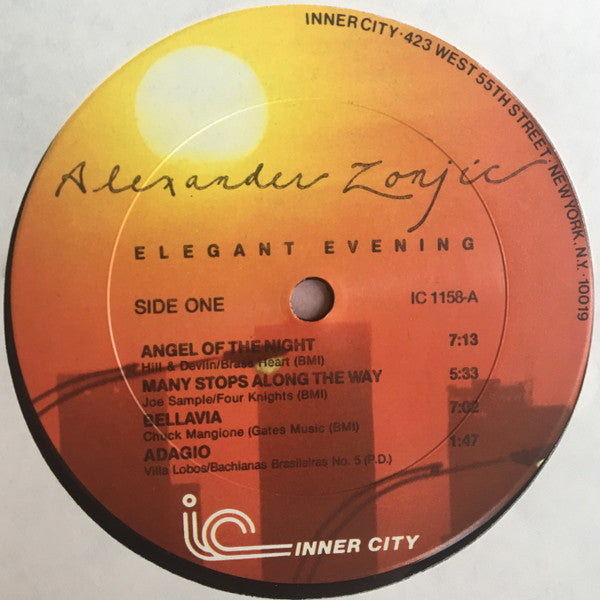 INNER CITY · 423 WEST 55TH STREET · NEW YORK, N.Y. · 10019
Alexander Zonjic
ELEGANT EVENING
SIDE ONE IC 1158-A
ANGEL OF THE NIGHT 7:13
Hill & Devlin/Brass Heart (BMI)
MANY STOPS ALONG THE WAY 5:33
Joe Sample/Four Knights (BMI)
BELLAVIA 7:02
Chuck Mangione (Gates Music (BMI)
ADAGIO 1:47
Villa Lobos/Bachianas Brasileiras No. 5 (P.D.)
ic INNER CITY